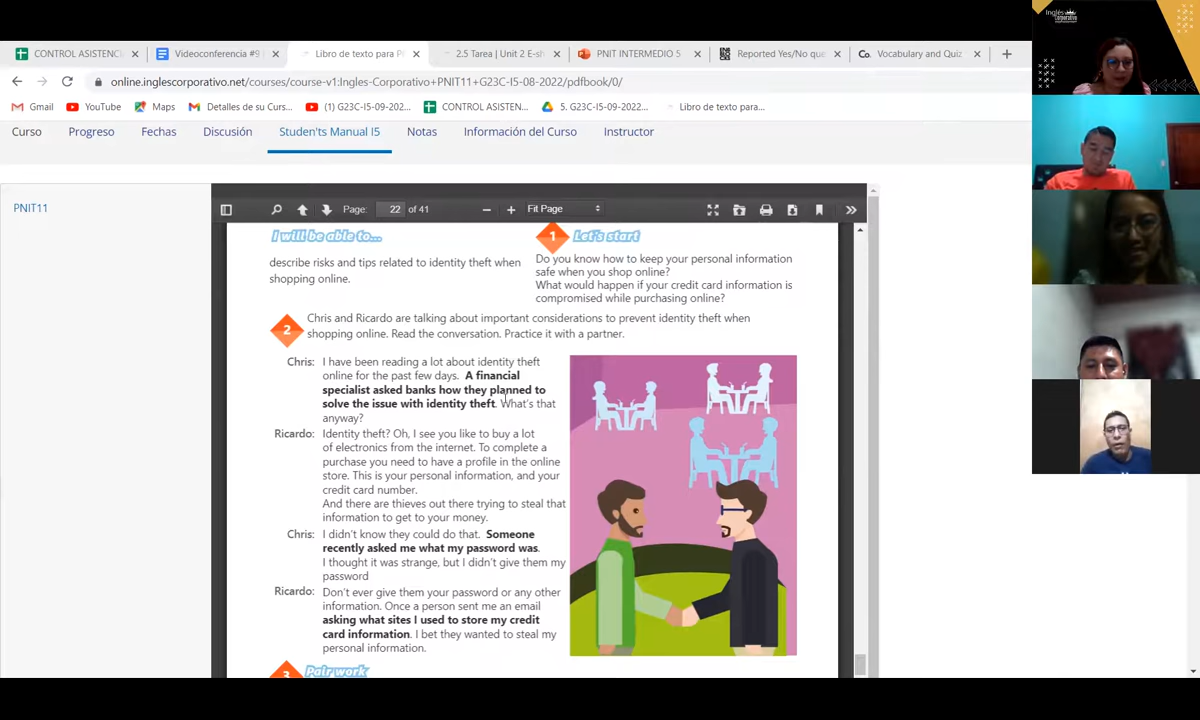 CONTROL ASISTENC
Videoconferencia #9
Libro de texto para P
2.5 Tarea | Unit 2 E-s
PNIT INTERMEDIO 5
Reported Yes/No que
Co.
Vocabulary and Quiz
online.inglescorporativo.net/courses/course-v1:Ingles-Corporativo+PNIT11+G23C-I5-08-2022/pdfbook/0/
Gmail
YouTube
Maps
Detalles de su Curs...
(1) G23C-I5-09-202...
CONTROL ASISTEN...
5. G23C-I5-09-2022...
Libro de texto para...
Curso
Progreso
Fechas
Discusión
Studen'ts Manual I5
Notas
Información del Curso
Instructor
PNIT11
Page: 22 of 41
Fit Page
I will be able to...
describe risks and tips related to identity theft when
shopping online.
1 Let's start
Do you know how to keep your personal information
safe when you shop online?
What would happen if your credit card information is
compromised while purchasing online?
2 Chris and Ricardo are talking about important considerations to prevent identity theft when
shopping online. Read the conversation. Practice it with a partner.
Chris: I have been reading a lot about identity theft
online for the past few days. A financial
specialist asked banks how they planned to
solve the issue with identity theft. What's that
anyway?
Ricardo: Identity theft? Oh, I see you like to buy a lot
of electronics from the internet. To complete a
purchase you need to have a profile in the online
store. This is your personal information, and your
credit card number.
And there are thieves out there trying to steal that
information to get to your money.
Chris: I didn't know they could do that. Someone
recently asked me what my password was.
I thought it was strange, but I didn't give them my
password
Ricardo: Don't ever give them your password or any other
information. Once a person sent me an email
asking what sites I used to store my credit
card information. I bet they wanted to steal my
personal information.
3 Pair work
Inglés
Corporativo